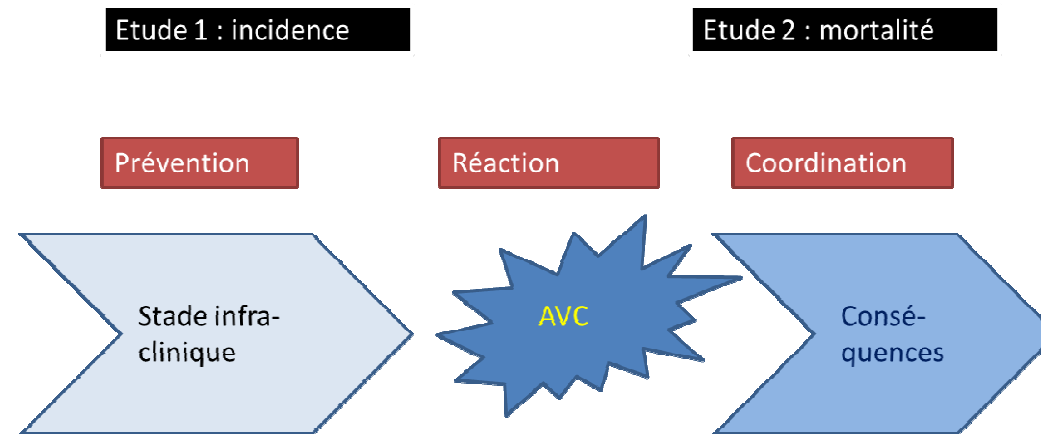 Etude 1 : incidence
Etude 2 : mortalité
Prévention
Réaction
Coordination
Stade infra-
clinique
AVC
Consé-
quences